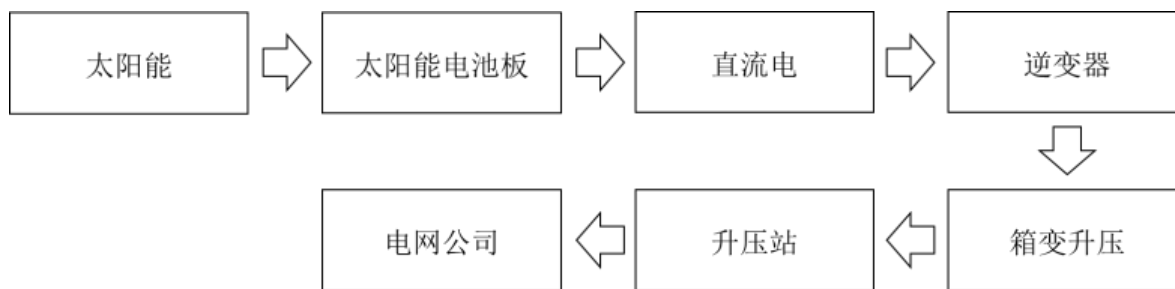 太阳能
太阳能电池板
直流电
逆变器
箱变升压
升压站
电网公司